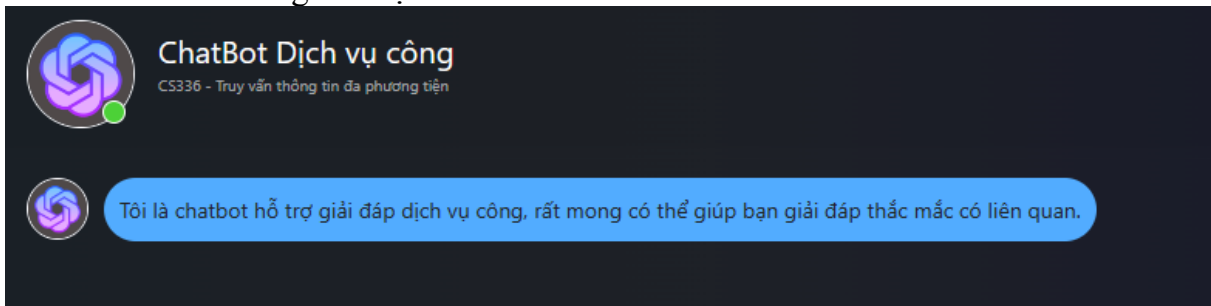 ChatBot Dịch vụ công
CS336 - Truy vấn thông tin đa phương tiện
Tôi là chatbot hỗ trợ giải đáp dịch vụ công, rất mong có thể giúp bạn giải đáp thắc mắc có liên quan.